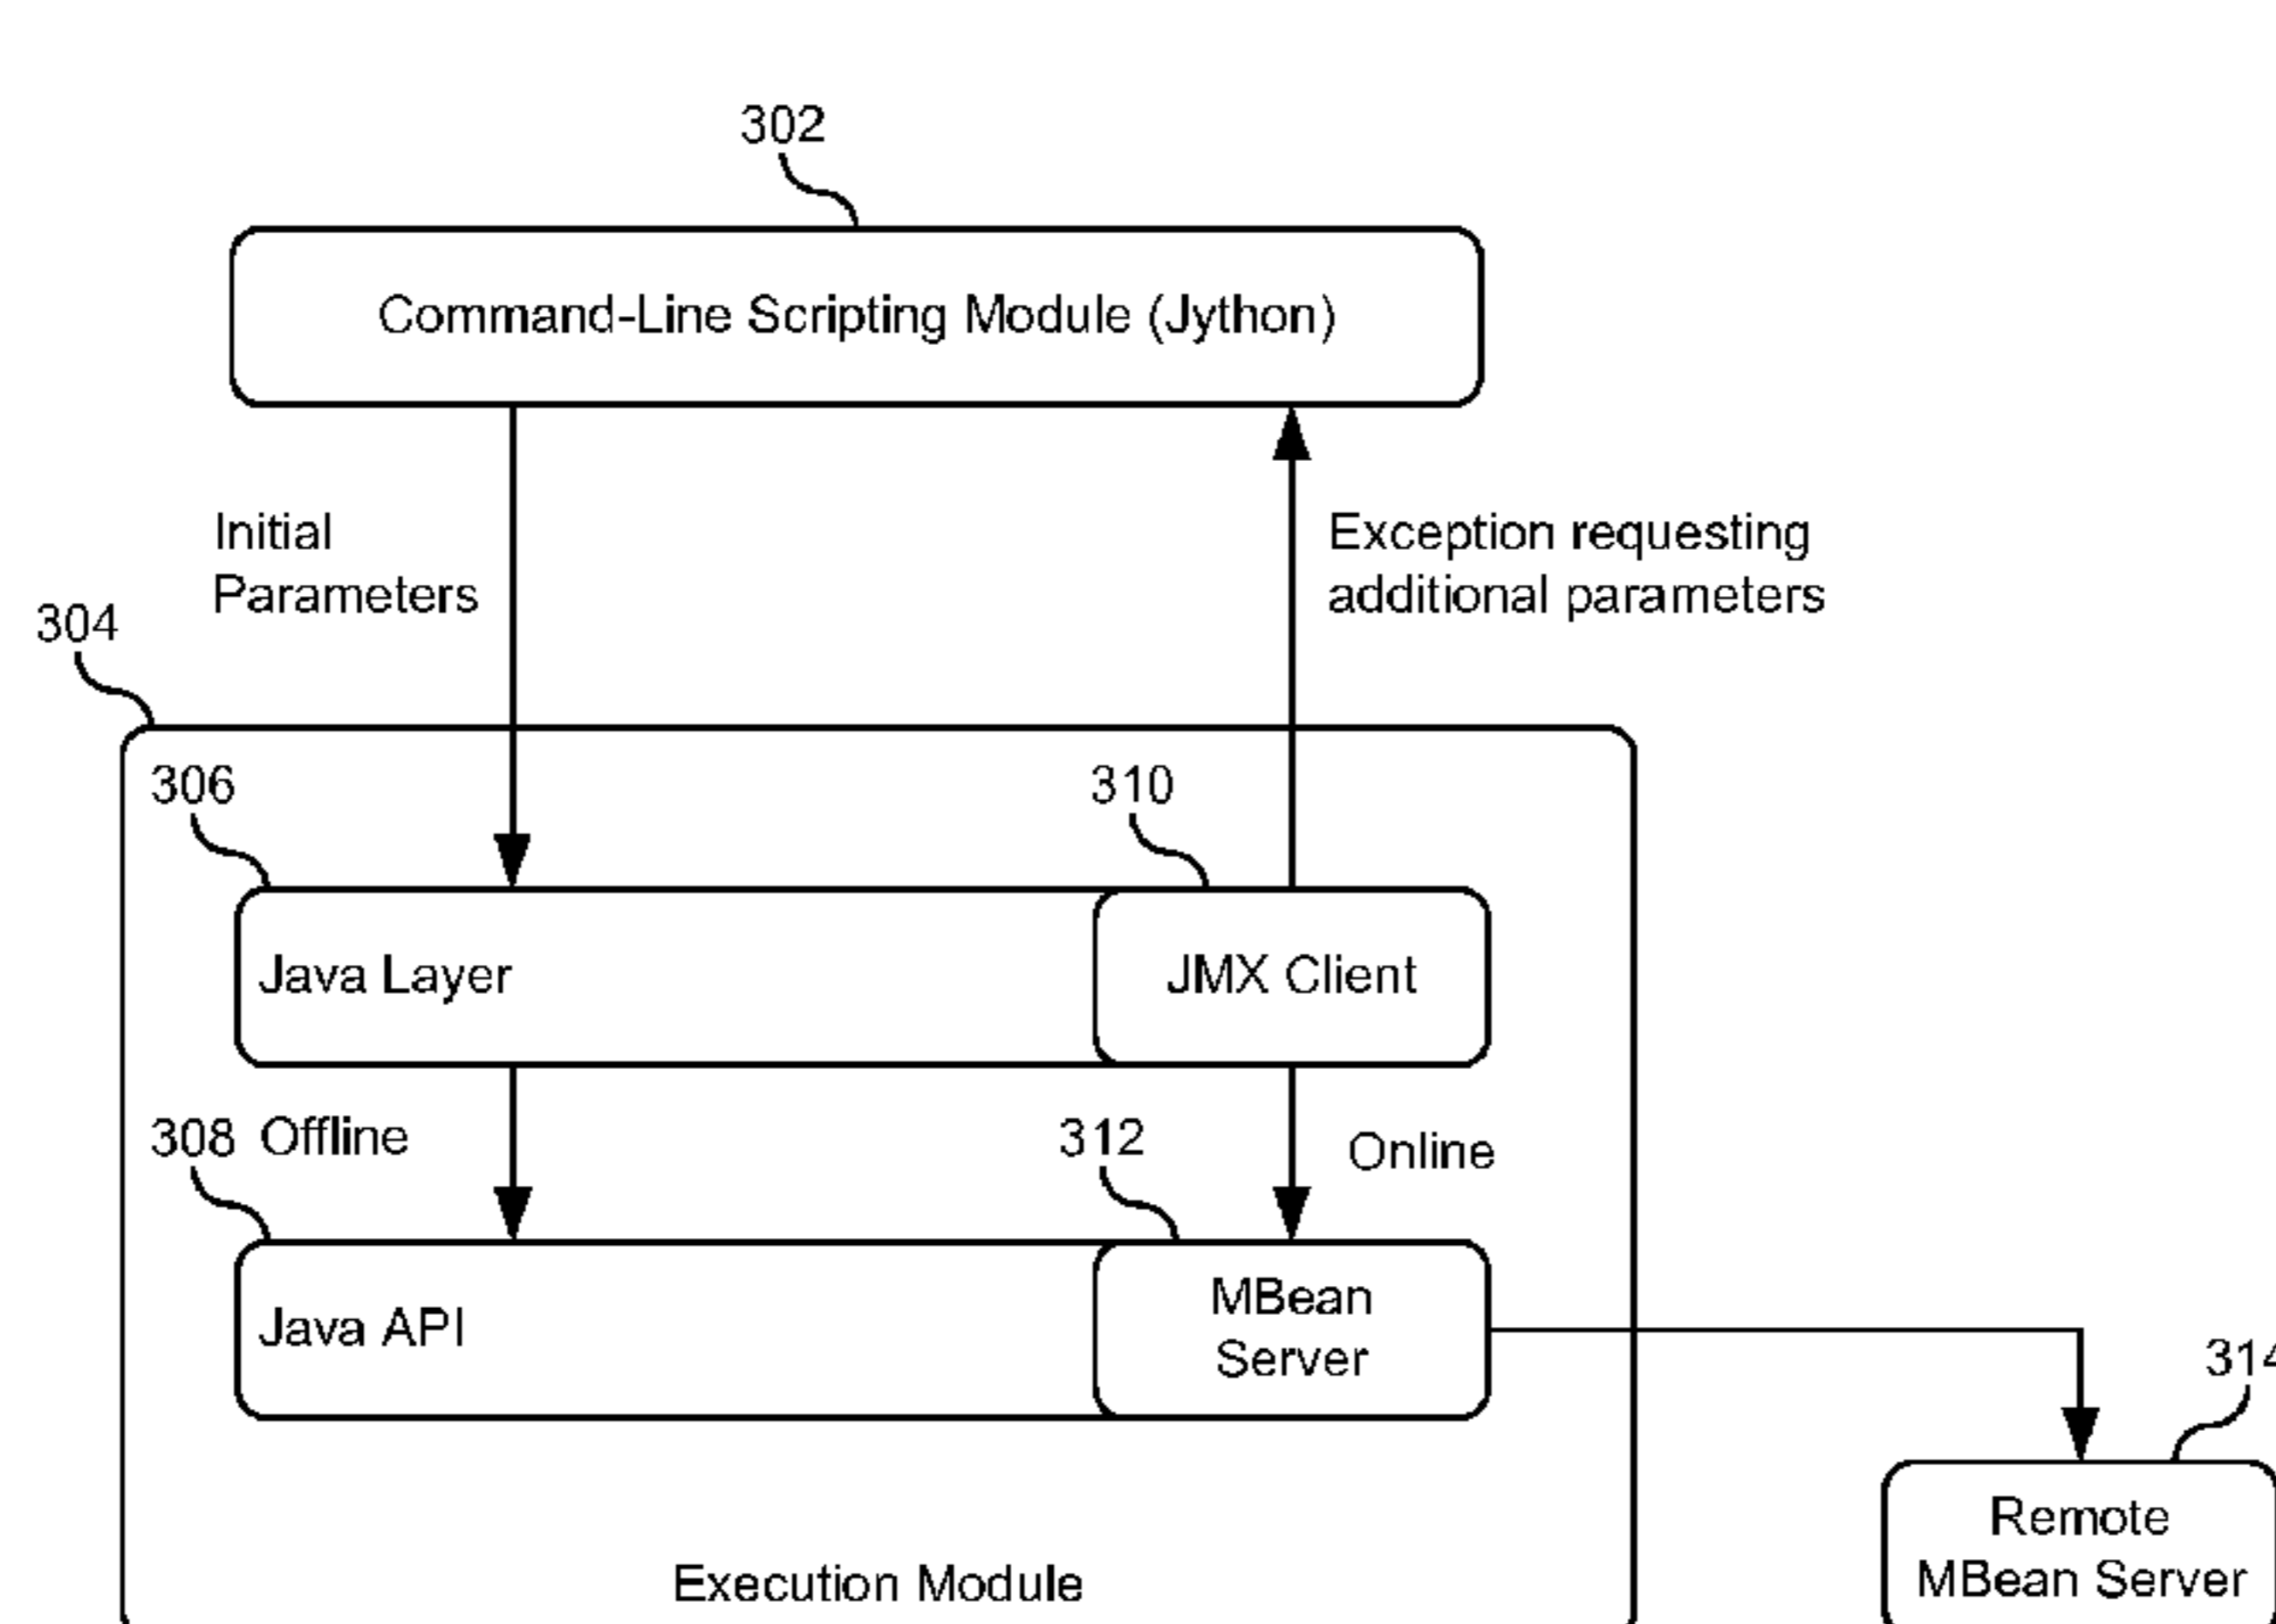 302
Command-Line Scripting Module (Jython)
Initial
Parameters
Exception requesting
additional parameters
304
306
310
Java Layer
JMX Client
308
Offline
312
Online
Java API
MBean
Server
314
Remote
MBean Server
Execution Module